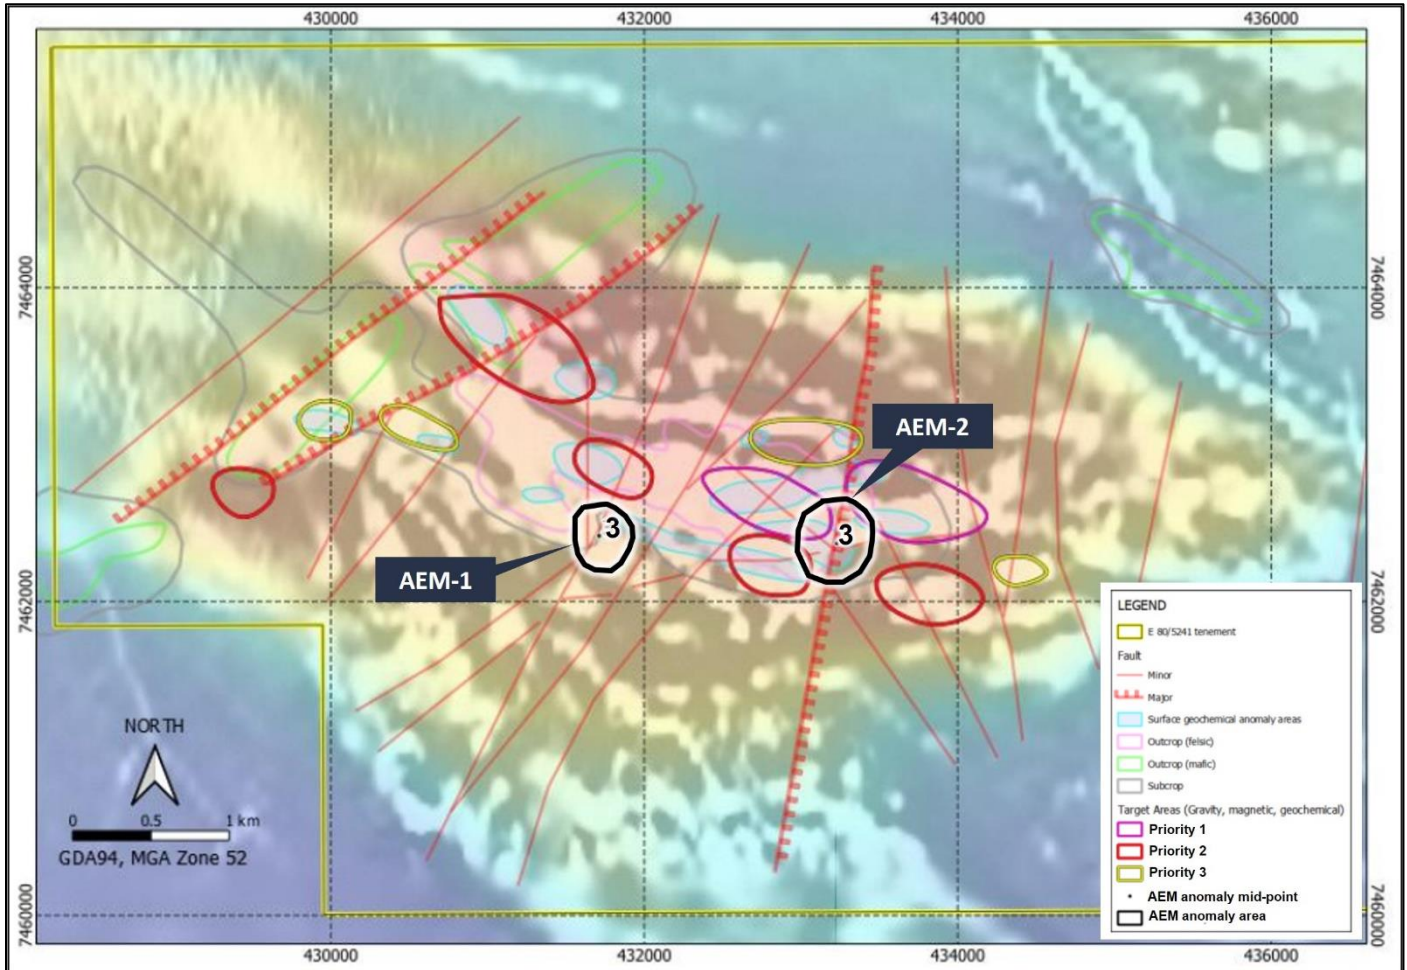 430000 432000 434000 436000
7464000 7464000
AEM-2
3 3
AEM-1
7462000 7462000
LEGEND
E 80/5241 tenement
Fault
Minor
Major
Surface geochemical anomaly areas
Outcrop (felsic)
Outcrop (mafic)
Subcrop
Target Areas (Gravity, magnetic, geochemical)
Priority 1
Priority 2
Priority 3
AEM anomaly mid-point
AEM anomaly area
NORTH
0 0.5 1 km
GDA94, MGA Zone 52
7460000 7460000
430000 432000 434000 436000